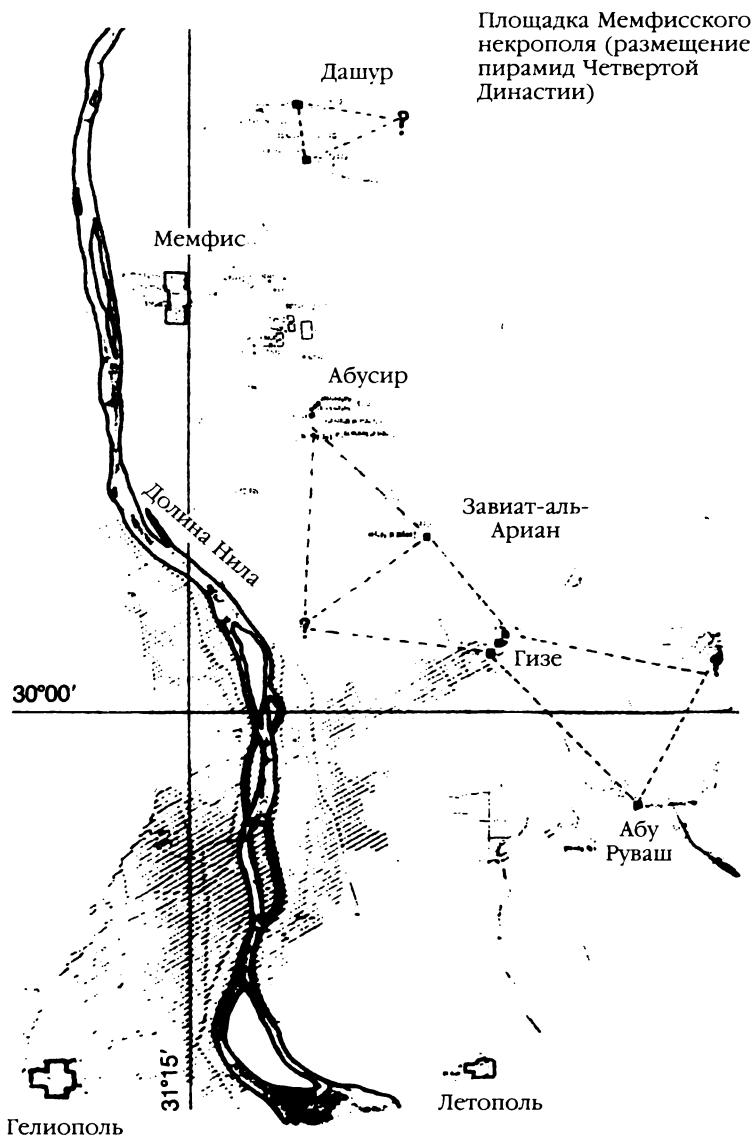 Площадка Мемфисского
некрополя (размещение
пирамид Четвертой
Династии)
Дашур
?
Мемфис
Абусир
Долина Нила
Завиат-аль-
Ариан
?
Гизе
?
30°00′
Абу
Руваш
31°15′
Летополь
Гелиополь